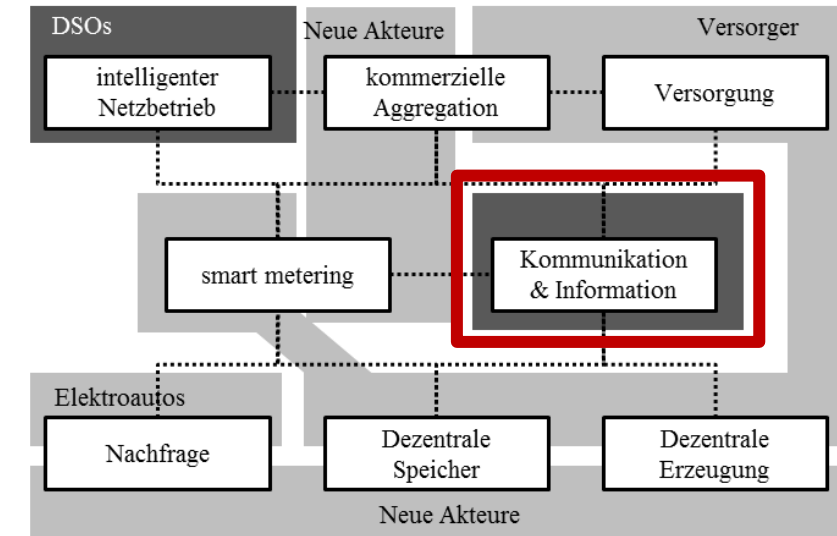 DSOs
Neue Akteure
Versorger
intelligenter
Netzbetrieb
kommerzielle
Aggregation
Versorgung
smart metering
Kommunikation
& Information
Elektroautos
Nachfrage
Dezentrale
Speicher
Dezentrale
Erzeugung
Neue Akteure